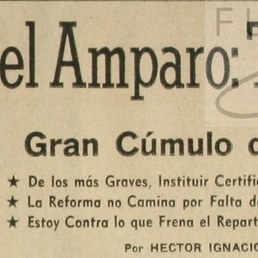 el Amparo:
Gran Cúmulo d
★ De los más Graves, Instituir Certifi
★ La Reforma no Camina por Falta d
★ Estoy Contra lo que Frena el Repart
Por HECTOR IGNACIO